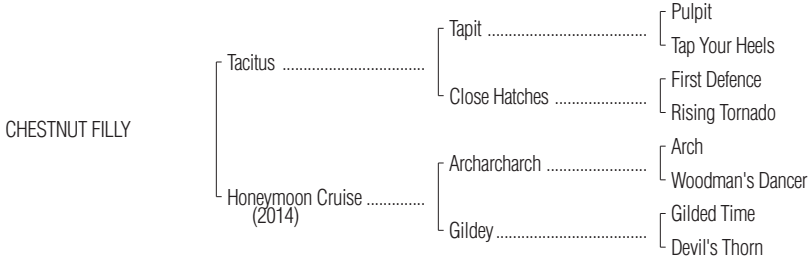 Pulpit
Tapit
Tap Your Heels
Tacitus
First Defence
Close Hatches
Rising Tornado
CHESTNUT FILLY
Arch
Archarcharch
Woodman's Dancer
Honeymoon Cruise
(2014)
Gilded Time
Gildey
Devil's Thorn